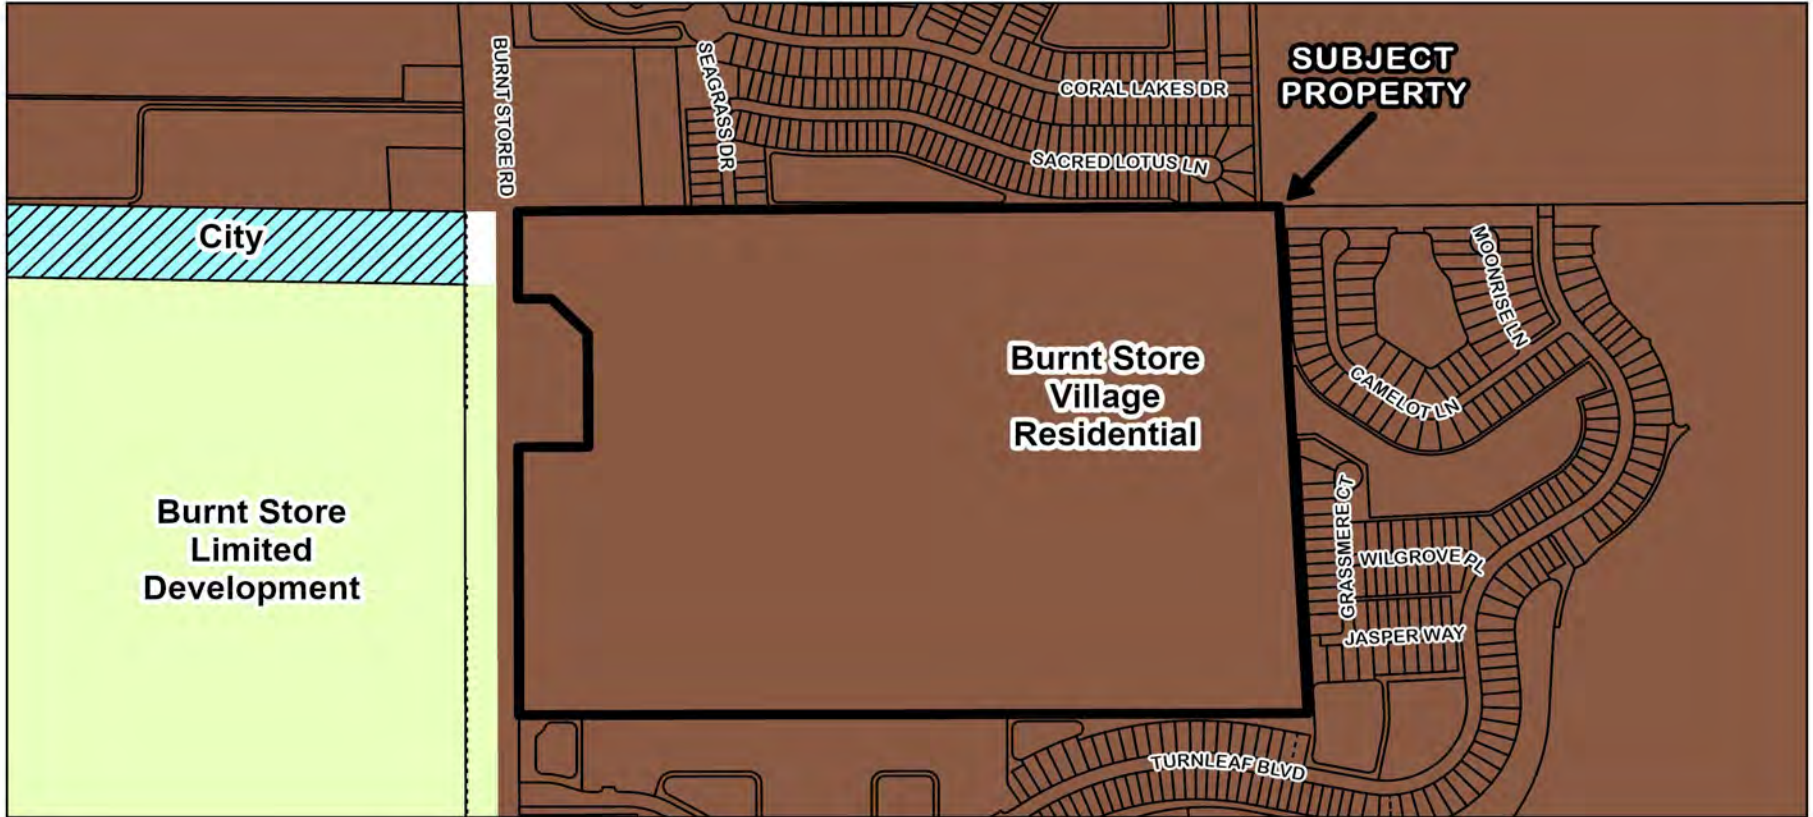 SUBJECT
PROPERTY
BURNT STORE RD
SEAGRASS DR
CORAL LAKES DR
SACRED LOTUS LN
City
MOONRISE LN
Burnt Store
Village
Residential
CAMELOT LN
Burnt Store
Limited
Development
GRASSMERE CT
WILGROVE PL
JASPER WAY
TURNLEAF BLVD